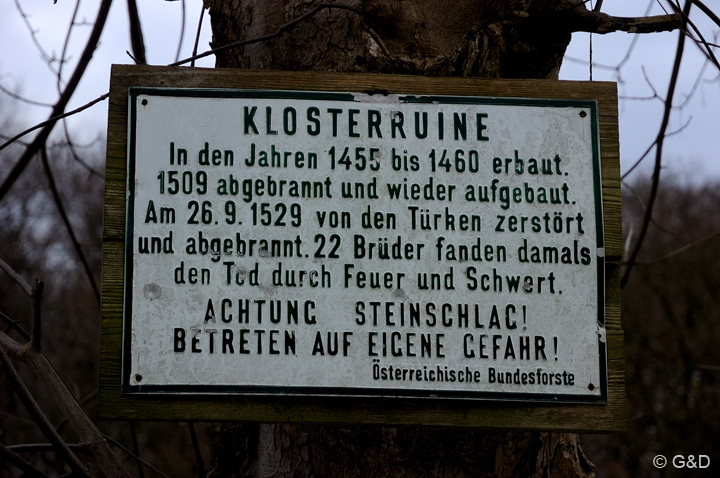 KLOSTERRUINE
In den Jahren 1455 bis 1460 erbaut.
1509 abgebrannt und wieder aufgebaut.
Am 26.9.1529 von den Türken zerstört
und abgebrannt. 22 Brüder fanden damals
den Tod durch Feuer und Schwert.
ACHTUNG STEINSCHLAG!
BETRETEN AUF EIGENE GEFAHR!
Österreichische Bundesforste
© G&D